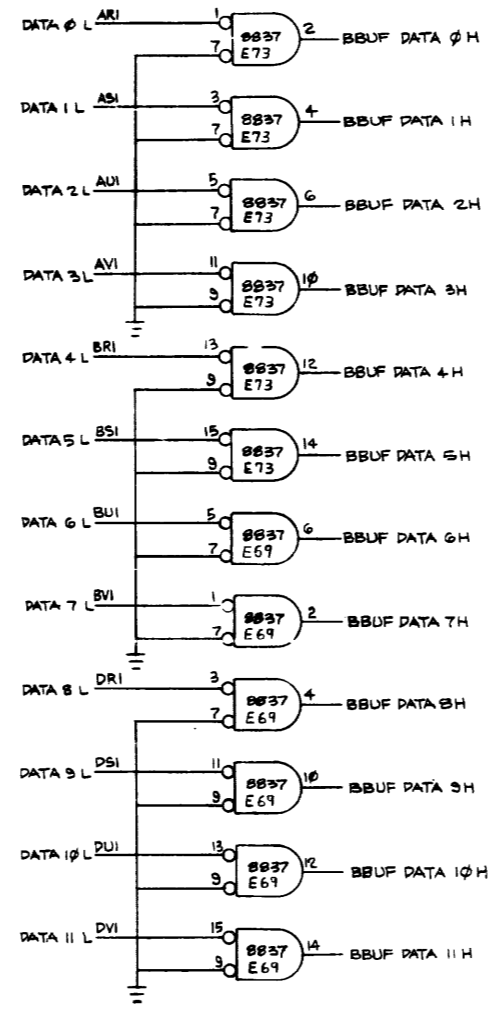 DATA 0 L AR1 1 8837 2 BBUF DATA 0 H
7 E73
DATA 1 L AS1 3 8837 4 BBUF DATA 1 H
7 E73
DATA 2 L AU1 5 8837 6 BBUF DATA 2H
7 E73
DATA 3 L AV1 11 8837 10 BBUF DATA 3H
9 E73
DATA 4 L BR1 13 8837 12 BBUF DATA 4 H
9 E73
DATA 5 L BS1 15 8837 14 BBUF DATA 5H
9 E73
DATA 6 L BU1 5 8837 6 BBUF DATA 6H
7 E69
DATA 7 L BV1 1 8837 2 BBUF DATA 7H
7 E69
DATA 8 L DR1 3 8837 4 BBUF DATA 8H
7 E69
DATA 9 L DS1 11 8837 10 BBUF DATA 9H
9 E69
DATA 10 L DU1 13 8837 12 BBUF DATA 10 H
9 E69
DATA 11 L DV1 15 8837 14 BBUF DATA 11 H
9 E69